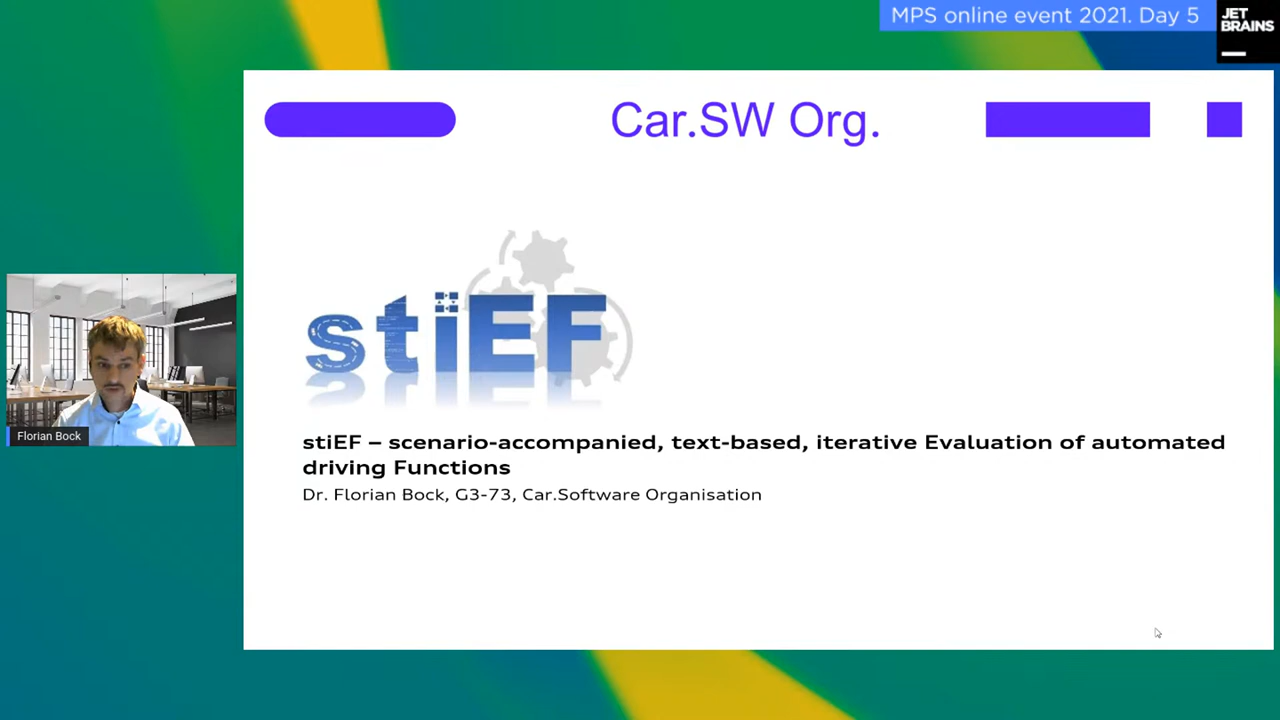 MPS online event 2021. Day 5
JET
BRAINS
Car.SW Org.
stiEF
stiEF – scenario-accompanied, text-based, iterative Evaluation of automated
driving Functions
Dr. Florian Bock, G3-73, Car.Software Organisation
Florian Bock